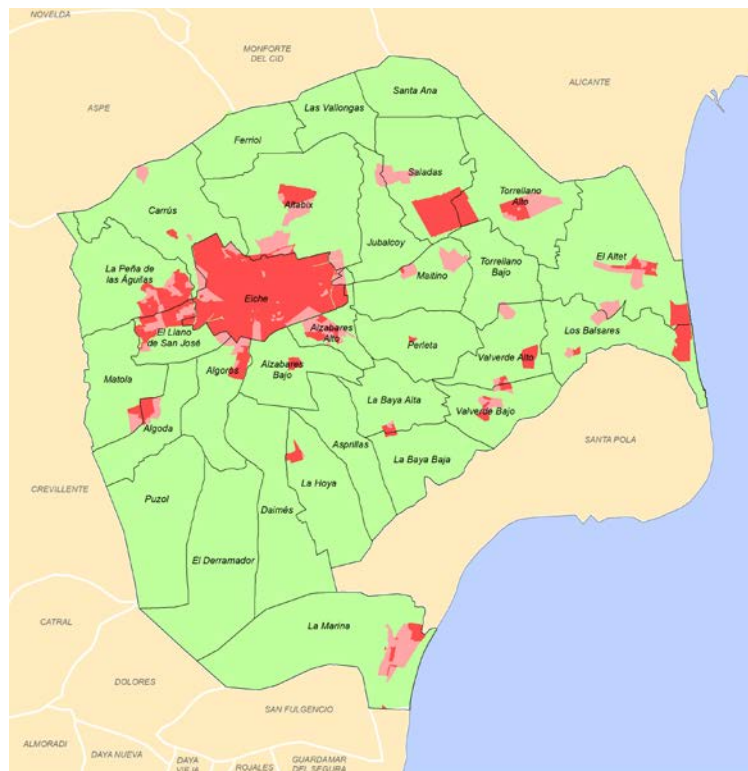 NOVELDA
MONFORTE
DEL CID
ALICANTE
ASPE
Santa Ana
Las Vallongas
Ferriol
Saladas
Torrellano
Alto
Altabix
Carrús
Jubalcoy
El Altet
La Peña de
las Águilas
Maitino
Torrellano
Bajo
Elche
El Llano
de San José
Alzabares
Alto
Los Balsares
Perleta
Valverde Alto
Matola
Algorós
Alzabares
Bajo
La Baya Alta
Valverde Bajo
Algoda
Asprillas
SANTA POLA
La Baya Baja
CREVILLENTE
Puzol
La Hoya
Daimés
El Derramador
CATRAL
La Marina
DOLORES
SAN FULGENCIO
ALMORADI
DAYA NUEVA
DAYA
VIEJA
ROJALES
GUARDAMAR
DEL SEGURA